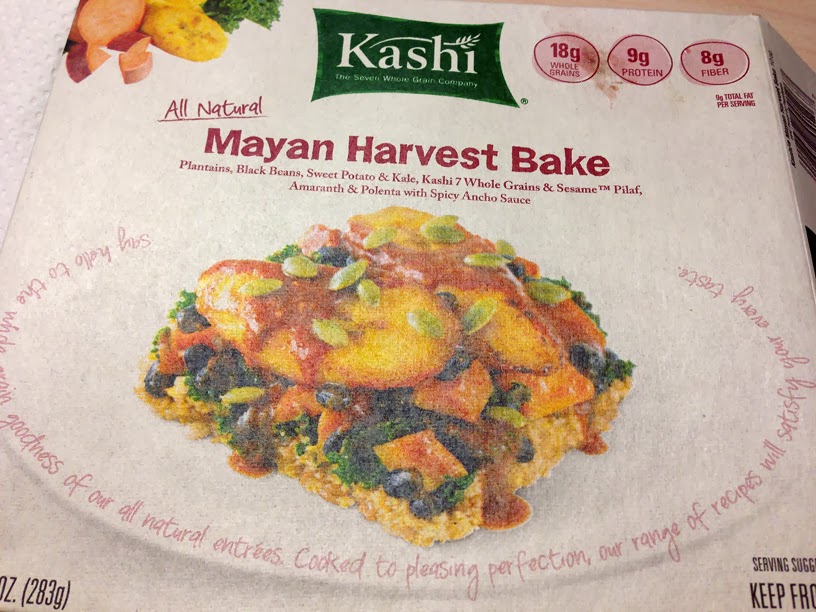 Kashi
The Seven Whole Grain Company
®
18g
WHOLE
GRAINS
9g
PROTEIN
8g
FIBER
9g TOTAL FAT
PER SERVING
All Natural
Mayan Harvest Bake
Plantains, Black Beans, Sweet Potato & Kale, Kashi 7 Whole Grains & Sesame™ Pilaf,
Amaranth & Polenta with Spicy Ancho Sauce
say hello to the whole grain goodness of our all natural entrées. Cooked to pleasing perfection, our range of recipes will satisfy your every taste.
OZ. (283g)
SERVING SUGG
KEEP FRO